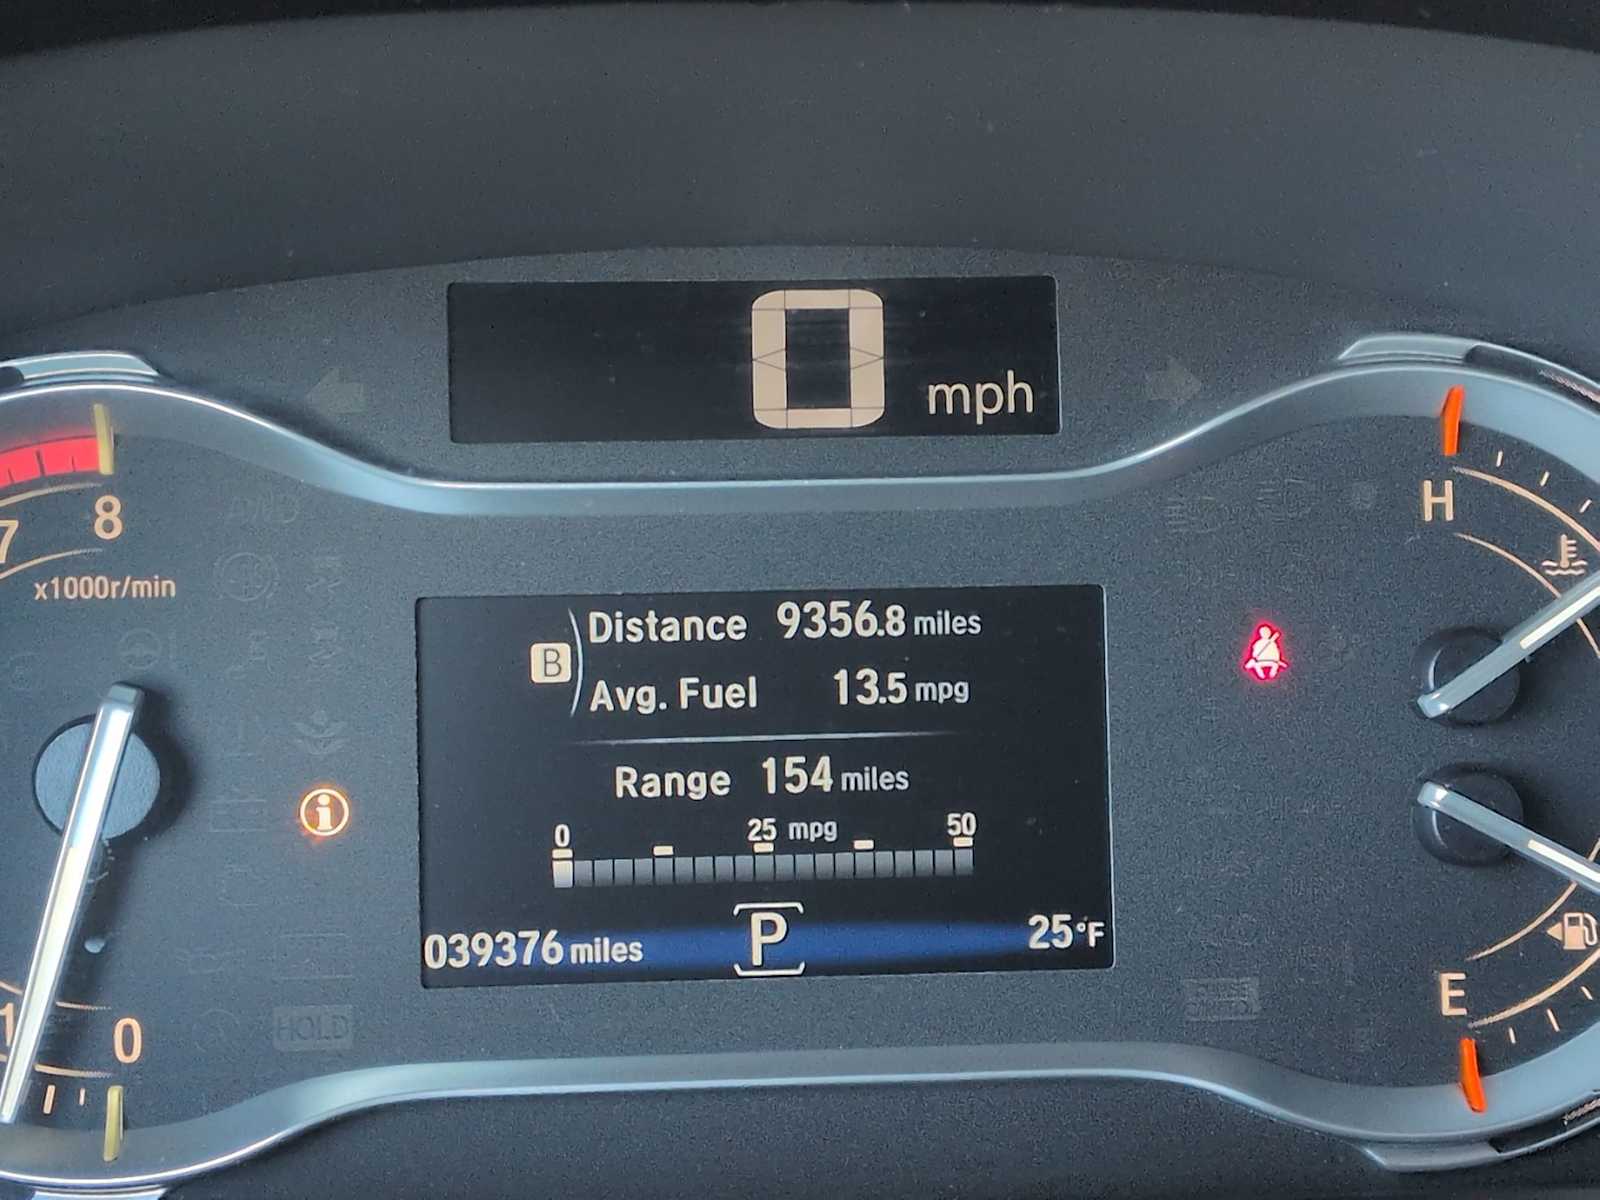 0 mph
7 8
x1000r/min
H
B
Distance 9356.8 miles
Avg. Fuel 13.5 mpg
Range 154 miles
0 25 mpg 50
039376 miles P 25°F
1 0
HOLD
E